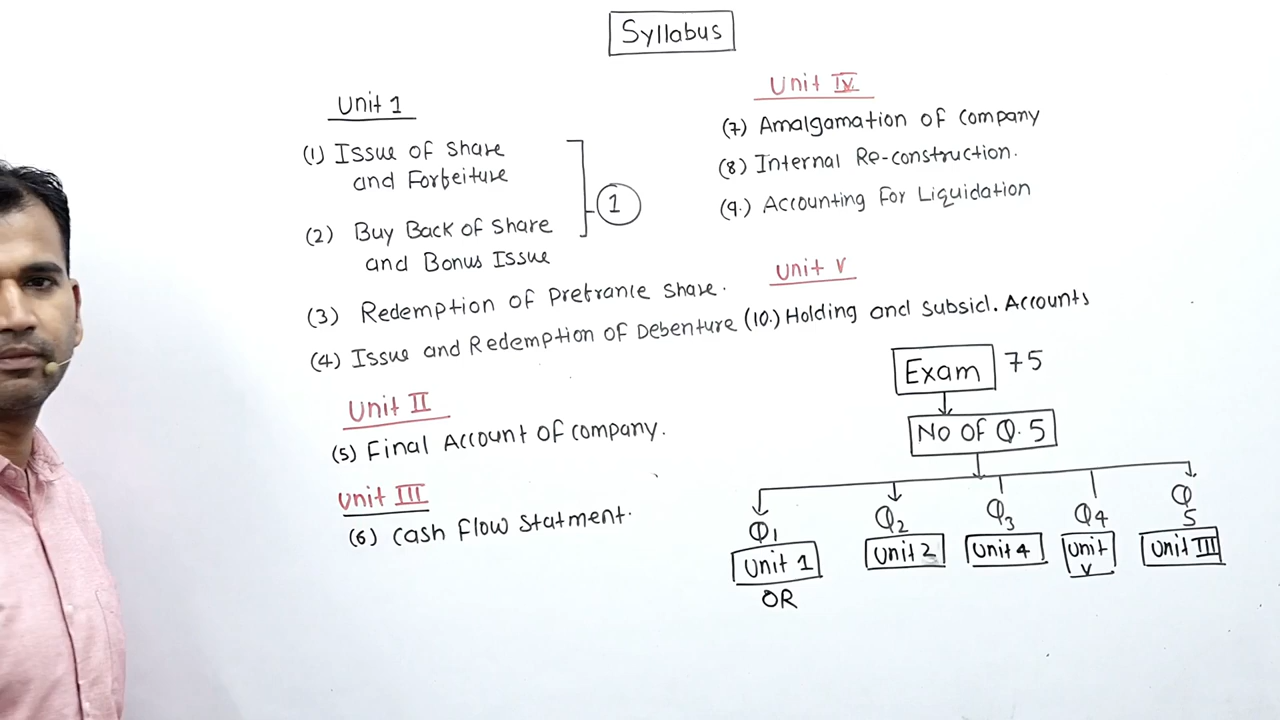 Syllabus
Unit 1
(1) Issue of Share
and Forfeiture
(2) Buy Back of Share
and Bonus Issue
1
(3) Redemption of Prefrance Share.
(4) Issue and Redemption of Debenture
Unit II
(5) Final Account of company.
Unit III
(6) Cash Flow Statment.
Unit IV
(7) Amalgamation of Company
(8) Internal Re-construction.
(9.) Accounting For Liquidation
Unit V
(10.) Holding and Subsid. Accounts
Exam 75
No of Q. 5
Q1 Q2 Q3 Q4 Q5
Unit 1 Unit 2 Unit 4 Unit V Unit III
OR